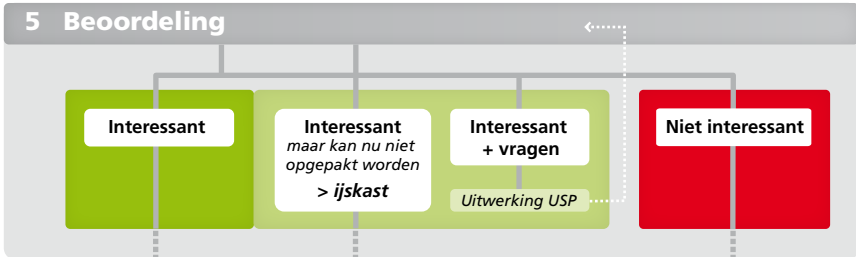 5 Beoordeling
Interessant
Interessant
maar kan nu niet
opgepakt worden
> ijskast
Interessant
+ vragen
Uitwerking USP
Niet interessant